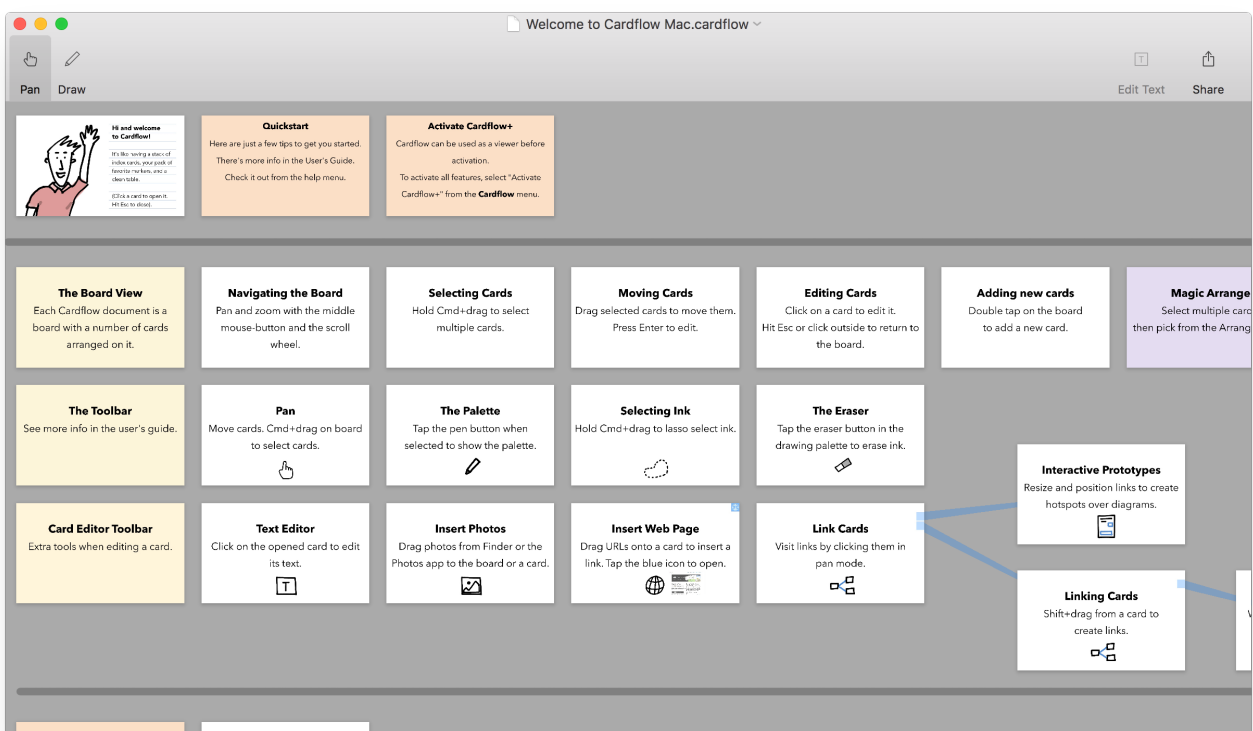 Welcome to Cardflow Mac.cardflow
Pan
Draw
Edit Text
Share
Hi and welcome
to Cardflow!
It's like having a stack of
index cards, your pack of
favorite markers, and a
clean table.
(Click a card to open it.
Hit Esc to close).
Quickstart
Here are just a few tips to get you started.
There's more info in the User's Guide.
Check it out from the help menu.
Activate Cardflow+
Cardflow can be used as a viewer before
activation.
To activate all features, select "Activate
Cardflow+" from the Cardflow menu.
The Board View
Each Cardflow document is a
board with a number of cards
arranged on it.
Navigating the Board
Pan and zoom with the middle
mouse-button and the scroll
wheel.
Selecting Cards
Hold Cmd+drag to select
multiple cards.
Moving Cards
Drag selected cards to move them.
Press Enter to edit.
Editing Cards
Click on a card to edit it.
Hit Esc or click outside to return to
the board.
Adding new cards
Double tap on the board
to add a new card.
Magic Arrange
Select multiple card
then pick from the Arrang
The Toolbar
See more info in the user's guide.
Pan
Move cards. Cmd+drag on board
to select cards.
The Palette
Tap the pen button when
selected to show the palette.
Selecting Ink
Hold Cmd+drag to lasso select ink.
The Eraser
Tap the eraser button in the
drawing palette to erase ink.
Interactive Prototypes
Resize and position links to create
hotspots over diagrams.
Card Editor Toolbar
Extra tools when editing a card.
Text Editor
Click on the opened card to edit
its text.
T
Insert Photos
Drag photos from Finder or the
Photos app to the board or a card.
Insert Web Page
Drag URLs onto a card to insert a
link. Tap the blue icon to open.
Link Cards
Visit links by clicking them in
pan mode.
Linking Cards
Shift+drag from a card to
create links.